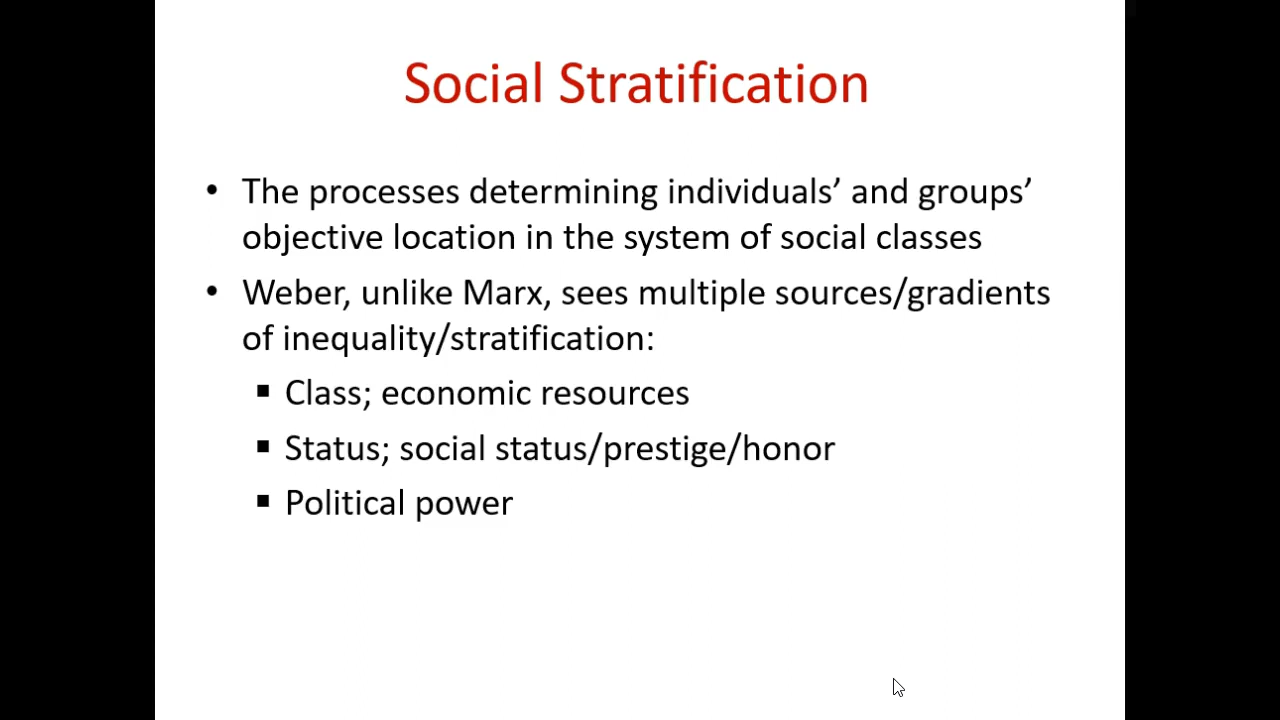 Social Stratification
• The processes determining individuals’ and groups’
objective location in the system of social classes
• Weber, unlike Marx, sees multiple sources/gradients
of inequality/stratification:
▪ Class; economic resources
▪ Status; social status/prestige/honor
▪ Political power